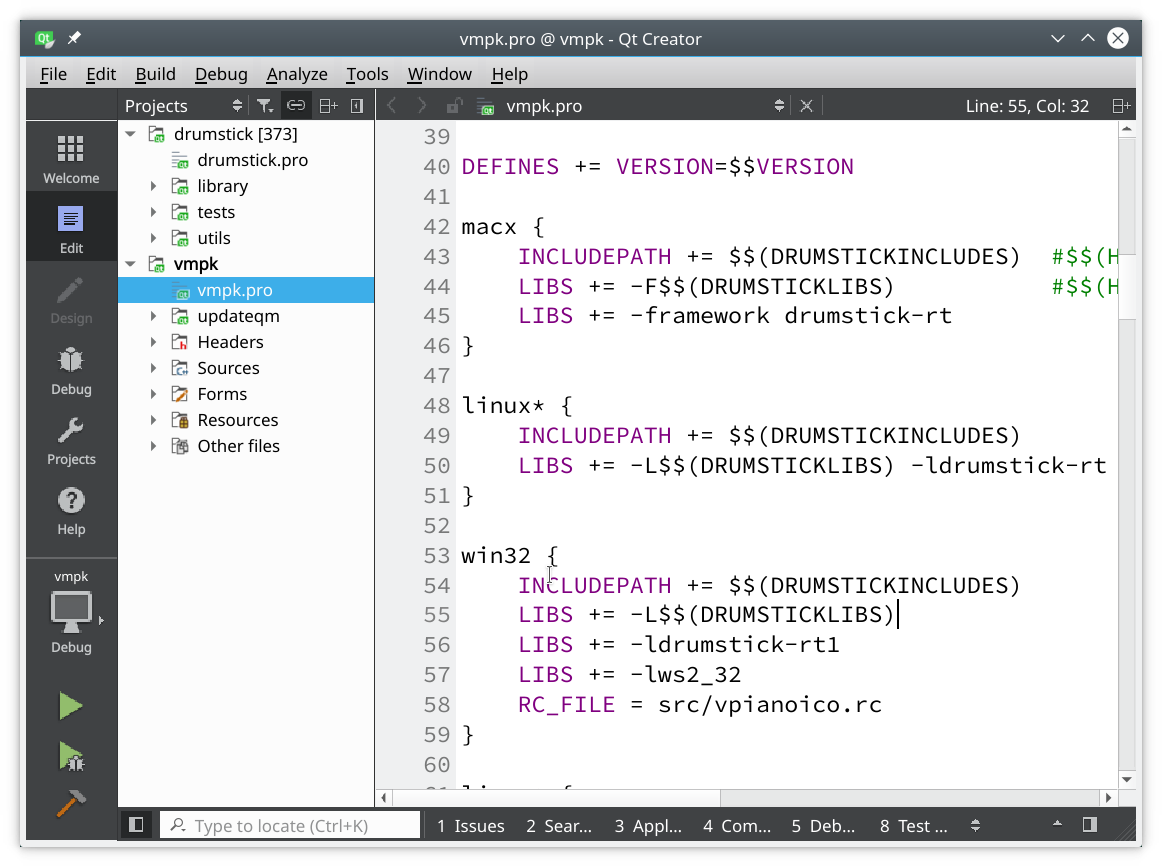 vmpk.pro @ vmpk - Qt Creator
File Edit Build Debug Analyze Tools Window Help
Projects
vmpk.pro
Line: 55, Col: 32
Welcome
Edit
Design
Debug
Projects
Help
vmpk
Debug
drumstick [373]
drumstick.pro
library
tests
utils
vmpk
vmpk.pro
updateqm
Headers
Sources
Forms
Resources
Other files
39
40 DEFINES += VERSION=$$VERSION
41
42 macx {
43 INCLUDEPATH += $$(DRUMSTICKINCLUDES) #$$(H
44 LIBS += -F$$(DRUMSTICKLIBS) #$$(H
45 LIBS += -framework drumstick-rt
46 }
47
48 linux* {
49 INCLUDEPATH += $$(DRUMSTICKINCLUDES)
50 LIBS += -L$$(DRUMSTICKLIBS) -ldrumstick-rt
51 }
52
53 win32 {
54 INCLUDEPATH += $$(DRUMSTICKINCLUDES)
55 LIBS += -L$$(DRUMSTICKLIBS)
56 LIBS += -ldrumstick-rt1
57 LIBS += -lws2_32
58 RC_FILE = src/vpianoico.rc
59 }
60
Type to locate (Ctrl+K)
1 Issues 2 Sear... 3 Appl... 4 Com... 5 Deb... 8 Test ...